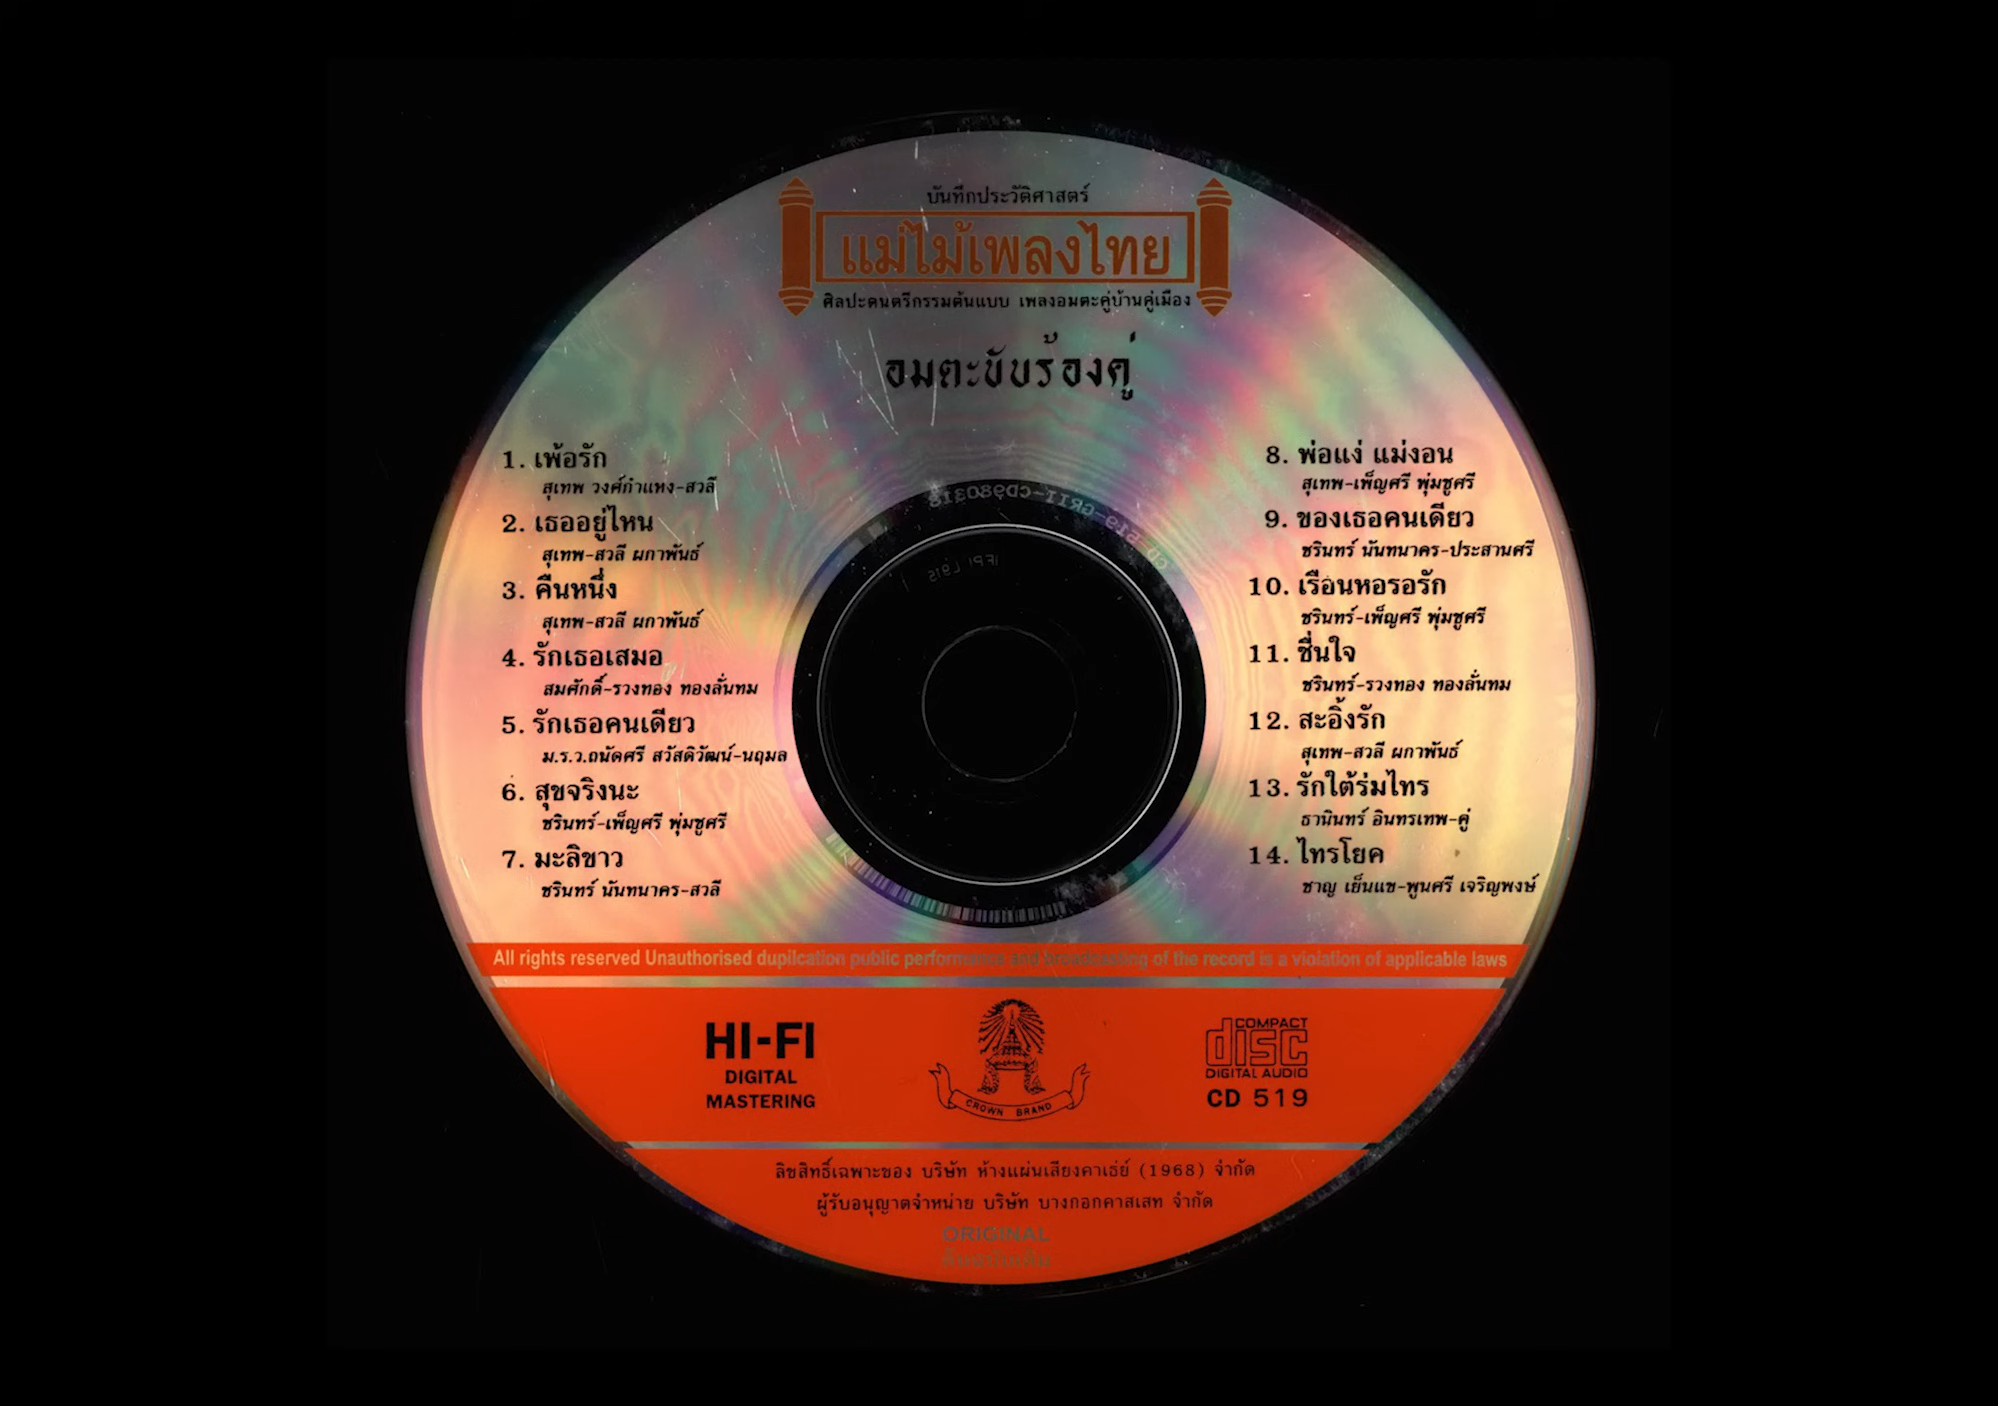 บันทึกประวัติศาสตร์
แม่ไม้เพลงไทย
ศิลปะดนตรีกรรมต้นแบบ เพลงอมตะคู่บ้านคู่เมือง
อมตะขับร้องคู่
1. เพ้อรัก
สุเทพ วงศ์กำแหง-สวลี
2. เธออยู่ไหน
สุเทพ-สวลี ผกาพันธ์
3. คืนหนึ่ง
สุเทพ-สวลี ผกาพันธ์
4. รักเธอเสมอ
สมศักดิ์-รวงทอง ทองลั่นทม
5. รักเธอคนเดียว
ม.ร.ว.ถนัดศรี สวัสดิวัฒน์-นฤมล
6. สุขจริงนะ
ชรินทร์-เพ็ญศรี พุ่มชูศรี
7. มะลิขาว
ชรินทร์ นันทนาคร-สวลี
8. พ่อแง่ แม่งอน
สุเทพ-เพ็ญศรี พุ่มชูศรี
9. ของเธอคนเดียว
ชรินทร์ นันทนาคร-ประสานศรี
10. เรือนหอรอรัก
ชรินทร์-เพ็ญศรี พุ่มชูศรี
11. ชื่นใจ
ชรินทร์-รวงทอง ทองลั่นทม
12. สะอิ้งรัก
สุเทพ-สวลี ผกาพันธ์
13. รักใต้ร่มไทร
ธานินทร์ อินทรเทพ-คู่
14. ไทรโยค
ชาญ เย็นแข-พูนศรี เจริญพงษ์
CD 519-GRII-CD980318
IFPI L915
All rights reserved Unauthorised dupilcation public performance and broadcasting of the record is a violation of applicable laws
HI-FI
DIGITAL
MASTERING
CROWN BRAND
COMPACT
disc
DIGITAL AUDIO
CD 519
ลิขสิทธิ์เฉพาะของ บริษัท ห้างแผ่นเสียงคาเธ่ย์ (1968) จำกัด
ผู้รับอนุญาตจำหน่าย บริษัท บางกอกคาสเสท จำกัด
ORIGINAL
ต้นฉบับเดิม